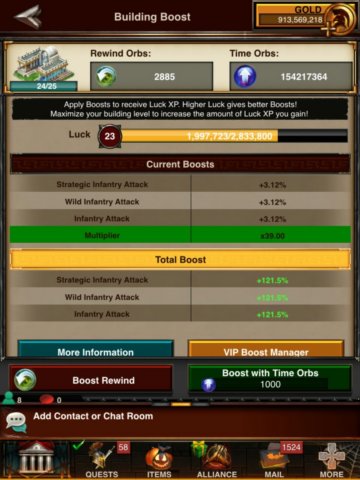 Building Boost
GOLD
913,569,218
Rewind Orbs:
Time Orbs:
2885
154217364
24/25
Apply Boosts to receive Luck XP. Higher Luck gives better Boosts!
Maximize your building level to increase the amount of Luck XP you gain!
Luck
23
1,997,723/2,833,800
Current Boosts
Strategic Infantry Attack +3.12%
Wild Infantry Attack +3.12%
Infantry Attack +3.12%
Multiplier x39.00
Total Boost
Strategic Infantry Attack +121.5%
Wild Infantry Attack +121.5%
Infantry Attack +121.5%
More Information
VIP Boost Manager
Boost Rewind
Boost with Time Orbs
1000
8
0
Add Contact or Chat Room
58
1524
QUESTS
ITEMS
ALLIANCE
MAIL
MORE